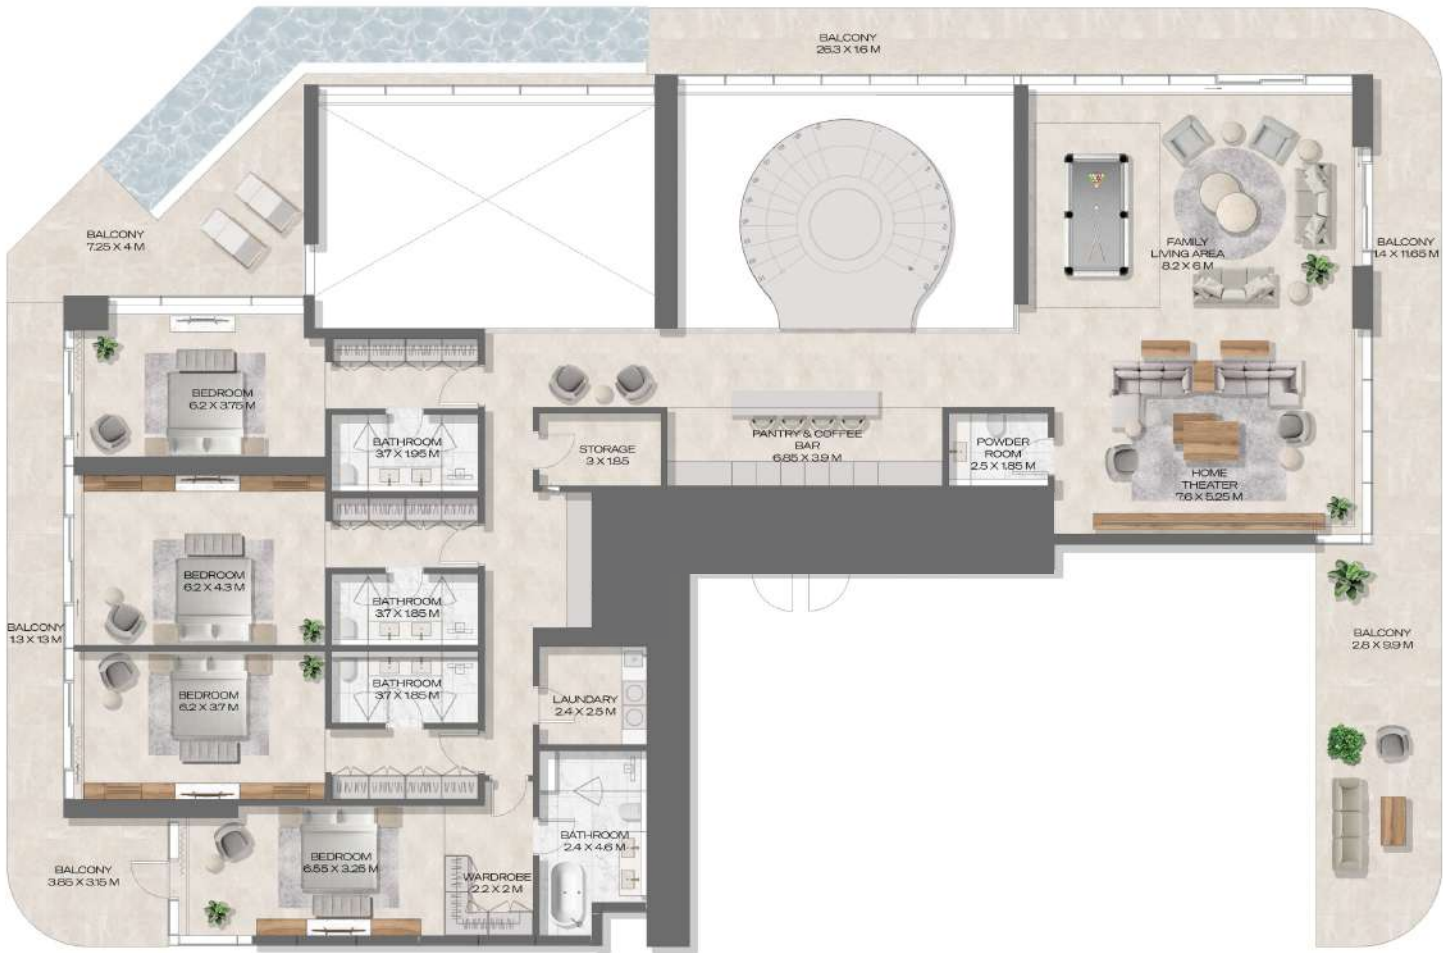 BALCONY
26.3 X 1.6 M
BALCONY
7.25 X 4 M
FAMILY
LIVING AREA
8.2 X 6 M
BALCONY
1.4 X 11.65 M
BEDROOM
6.2 X 3.75 M
BATHROOM
3.7 X 1.95 M
STORAGE
3 X 1.85
PANTRY & COFFEE
BAR
6.85 X 3.9 M
POWDER
ROOM
2.5 X 1.85 M
HOME
THEATER
7.6 X 5.25 M
BEDROOM
6.2 X 4.3 M
BATHROOM
3.7 X 1.85 M
BALCONY
1.3 X 13 M
BALCONY
2.8 X 9.9 M
BEDROOM
6.2 X 3.7 M
BATHROOM
3.7 X 1.85 M
LAUNDARY
2.4 X 2.5 M
BATHROOM
2.4 X 4.6 M
BALCONY
3.85 X 3.15 M
BEDROOM
6.55 X 3.25 M
WARDROBE
2.2 X 2 M